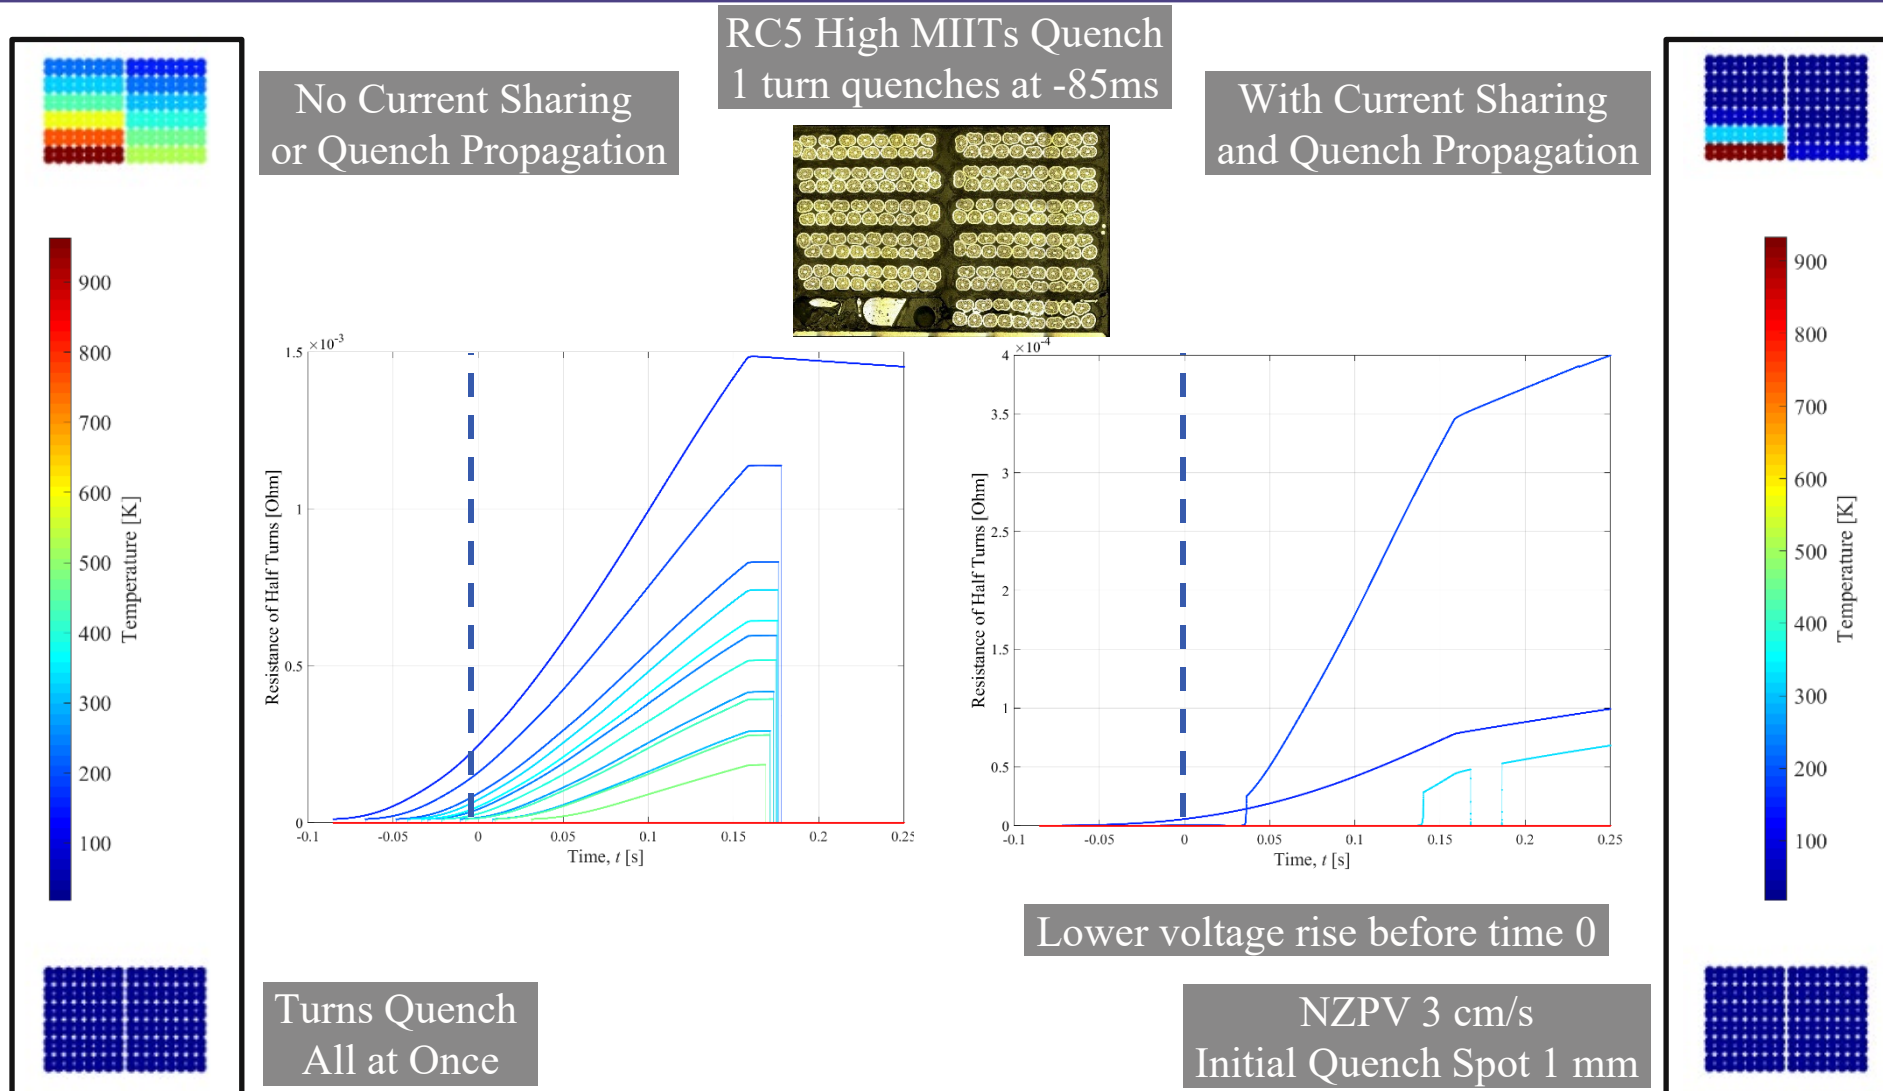 RC5 High MIITs Quench
1 turn quenches at -85ms
No Current Sharing
or Quench Propagation
With Current Sharing
and Quench Propagation
900
800
700
600
500
400
300
200
100
Temperature [K]
×10⁻³
1.5
1
0.5
0
-0.1
-0.05
0
0.05
0.1
0.15
0.2
0.25
Resistance of Half Turns [Ohm]
Time, t [s]
×10⁻⁴
4
3.5
3
2.5
2
1.5
1
0.5
0
-0.1
-0.05
0
0.05
0.1
0.15
0.2
0.25
Resistance of Half Turns [Ohm]
Time, t [s]
900
800
700
600
500
400
300
200
100
Temperature [K]
Lower voltage rise before time 0
Turns Quench
All at Once
NZPV 3 cm/s
Initial Quench Spot 1 mm